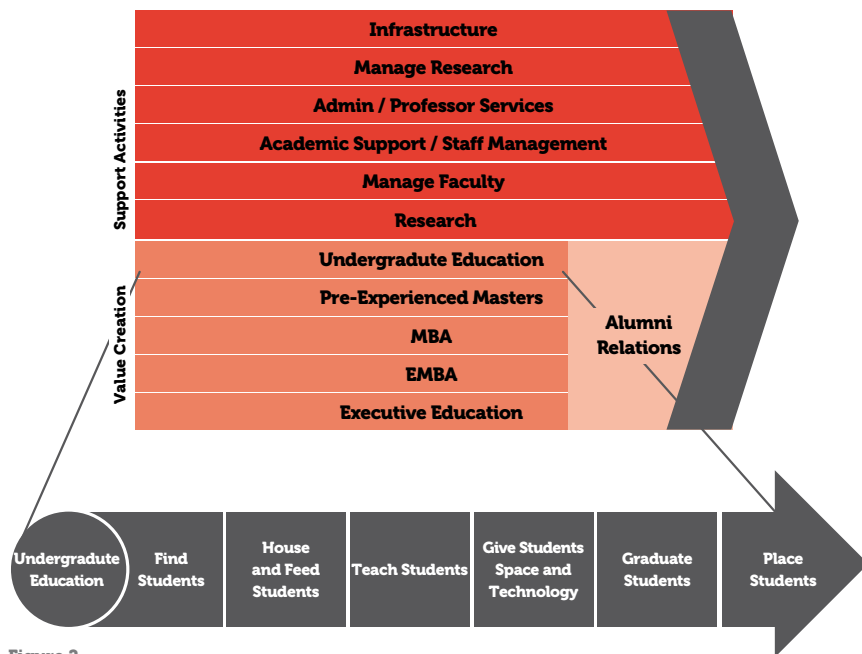 Support Activities
Infrastructure
Manage Research
Admin / Professor Services
Academic Support / Staff Management
Manage Faculty
Research
Value Creation
Undergradute Education
Pre-Experienced Masters
MBA
EMBA
Executive Education
Alumni
Relations
Undergradute
Education
Find
Students
House
and Feed
Students
Teach Students
Give Students
Space and
Technology
Graduate
Students
Place
Students